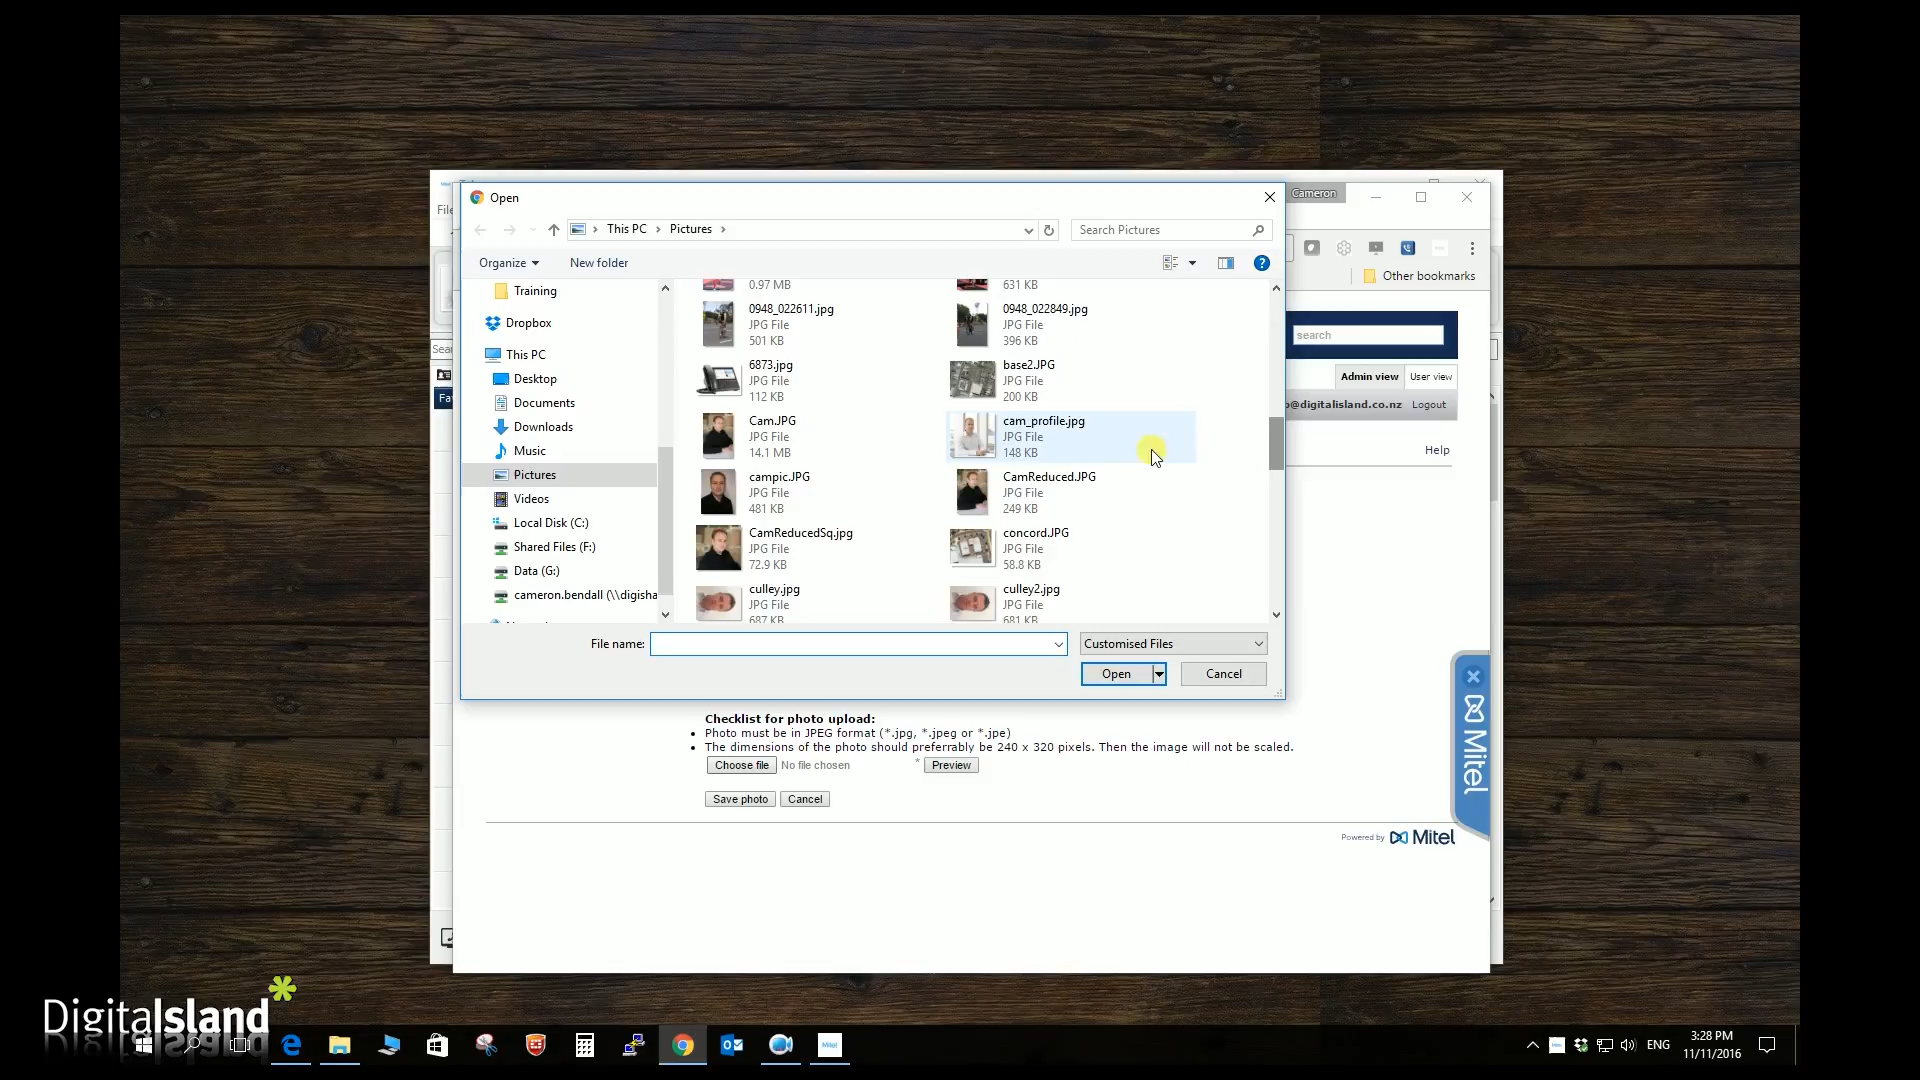 Open
Cameron
File
This PC
Pictures
Search Pictures
Organize
New folder
Other bookmarks
Training
Dropbox
This PC
Desktop
Documents
Downloads
Music
Pictures
Videos
Local Disk (C:)
Shared Files (F:)
Data (G:)
cameron.bendall (\\digisha
0.97 MB
631 KB
0948_022611.jpg
JPG File
501 KB
0948_022849.jpg
JPG File
396 KB
6873.jpg
JPG File
112 KB
base2.JPG
JPG File
200 KB
Cam.JPG
JPG File
14.1 MB
cam_profile.jpg
JPG File
148 KB
campic.JPG
JPG File
481 KB
CamReduced.JPG
JPG File
249 KB
CamReducedSq.jpg
JPG File
72.9 KB
concord.JPG
JPG File
58.8 KB
culley.jpg
JPG File
687 KB
culley2.jpg
JPG File
681 KB
search
Admin view
User view
@digitalisland.co.nz
Logout
Help
File name:
Customised Files
Open
Cancel
Checklist for photo upload:
• Photo must be in JPEG format (*.jpg, *.jpeg or *.jpe)
• The dimensions of the photo should preferrably be 240 x 320 pixels. Then the image will not be scaled.
Choose file
No file chosen
*
Preview
Save photo
Cancel
Mitel
Powered by
Mitel
DigitalIsland
Mitel
ENG
3:28 PM
11/11/2016